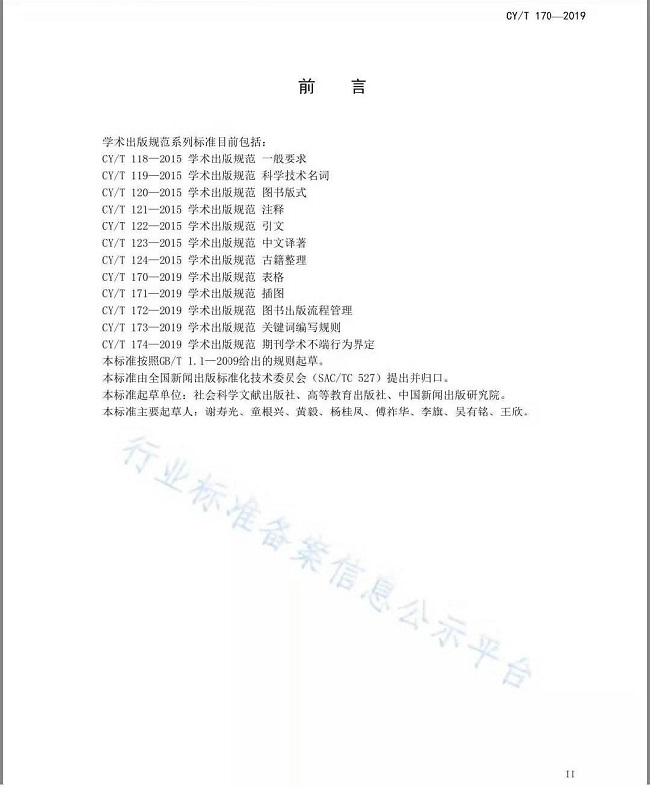 CY/T 170—2019
前 言
学术出版规范系列标准目前包括：
CY/T 118—2015 学术出版规范 一般要求
CY/T 119—2015 学术出版规范 科学技术名词
CY/T 120—2015 学术出版规范 图书版式
CY/T 121—2015 学术出版规范 注释
CY/T 122—2015 学术出版规范 引文
CY/T 123—2015 学术出版规范 中文译著
CY/T 124—2015 学术出版规范 古籍整理
CY/T 170—2019 学术出版规范 表格
CY/T 171—2019 学术出版规范 插图
CY/T 172—2019 学术出版规范 图书出版流程管理
CY/T 173—2019 学术出版规范 关键词编写规则
CY/T 174—2019 学术出版规范 期刊学术不端行为界定
本标准按照GB/T 1.1—2009给出的规则起草。
本标准由全国新闻出版标准化技术委员会（SAC/TC 527）提出并归口。
本标准起草单位：社会科学文献出版社、高等教育出版社、中国新闻出版研究院。
本标准主要起草人：谢寿光、童根兴、黄毅、杨桂凤、傅祚华、李旗、吴有铭、王欣。
行业标准备案信息公示平台
II